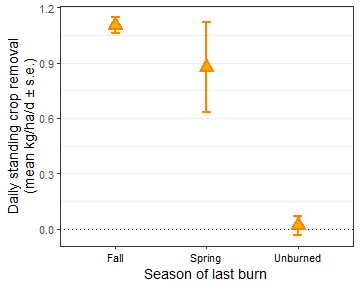 Daily standing crop removal
(mean kg/ha/d ± s.e.)
1.2
0.9
0.6
0.3
0.0
Fall
Spring
Unburned
Season of last burn